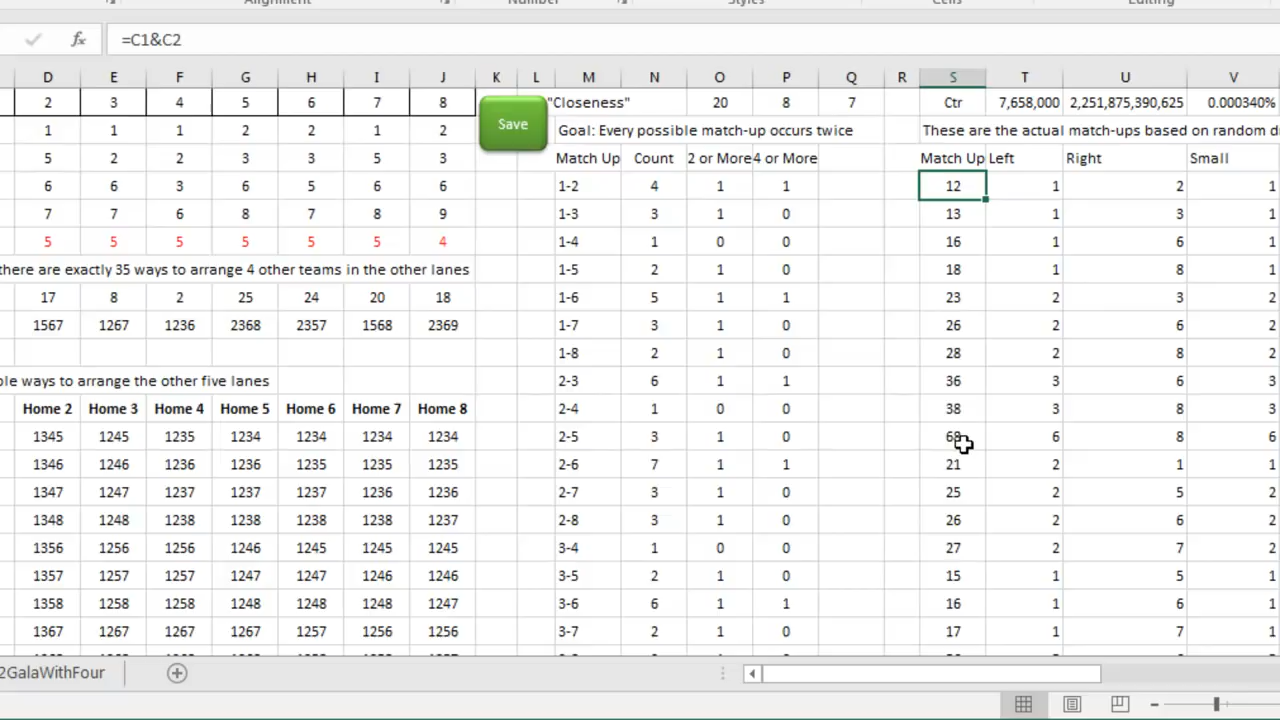 Alignment Number Styles Cells Editing
fx =C1&C2
D E F G H I J K L M N O P Q R S T U V
2 3 4 5 6 7 8 Save "Closeness" 20 8 7 Ctr 7,658,000 2,251,875,390,625 0.000340%
1 1 1 2 2 1 2 Goal: Every possible match-up occurs twice These are the actual match-ups based on random d
5 2 2 3 3 5 3 Match Up Count 2 or More 4 or More Match Up Left Right Small
6 6 3 6 5 6 6 1-2 4 1 1 12 1 2 1
7 7 6 8 7 8 9 1-3 3 1 0 13 1 3 1
5 5 5 5 5 5 4 1-4 1 0 0 16 1 6 1
there are exactly 35 ways to arrange 4 other teams in the other lanes 1-5 2 1 0 18 1 8 1
17 8 2 25 24 20 18 1-6 5 1 1 23 2 3 2
1567 1267 1236 2368 2357 1568 2369 1-7 3 1 0 26 2 6 2
1-8 2 1 0 28 2 8 2
ble ways to arrange the other five lanes 2-3 6 1 1 36 3 6 3
Home 2 Home 3 Home 4 Home 5 Home 6 Home 7 Home 8 2-4 1 0 0 38 3 8 3
1345 1245 1235 1234 1234 1234 1234 2-5 3 1 0 68 6 8 6
1346 1246 1236 1236 1235 1235 1235 2-6 7 1 1 21 2 1 1
1347 1247 1237 1237 1237 1236 1236 2-7 3 1 0 25 2 5 2
1348 1248 1238 1238 1238 1238 1237 2-8 3 1 0 26 2 6 2
1356 1256 1256 1246 1245 1245 1245 3-4 1 0 0 27 2 7 2
1357 1257 1257 1247 1247 1246 1246 3-5 2 1 0 15 1 5 1
1358 1258 1258 1248 1248 1248 1247 3-6 6 1 1 16 1 6 1
1367 1267 1267 1267 1257 1256 1256 3-7 2 1 0 17 1 7 1
2GalaWithFour